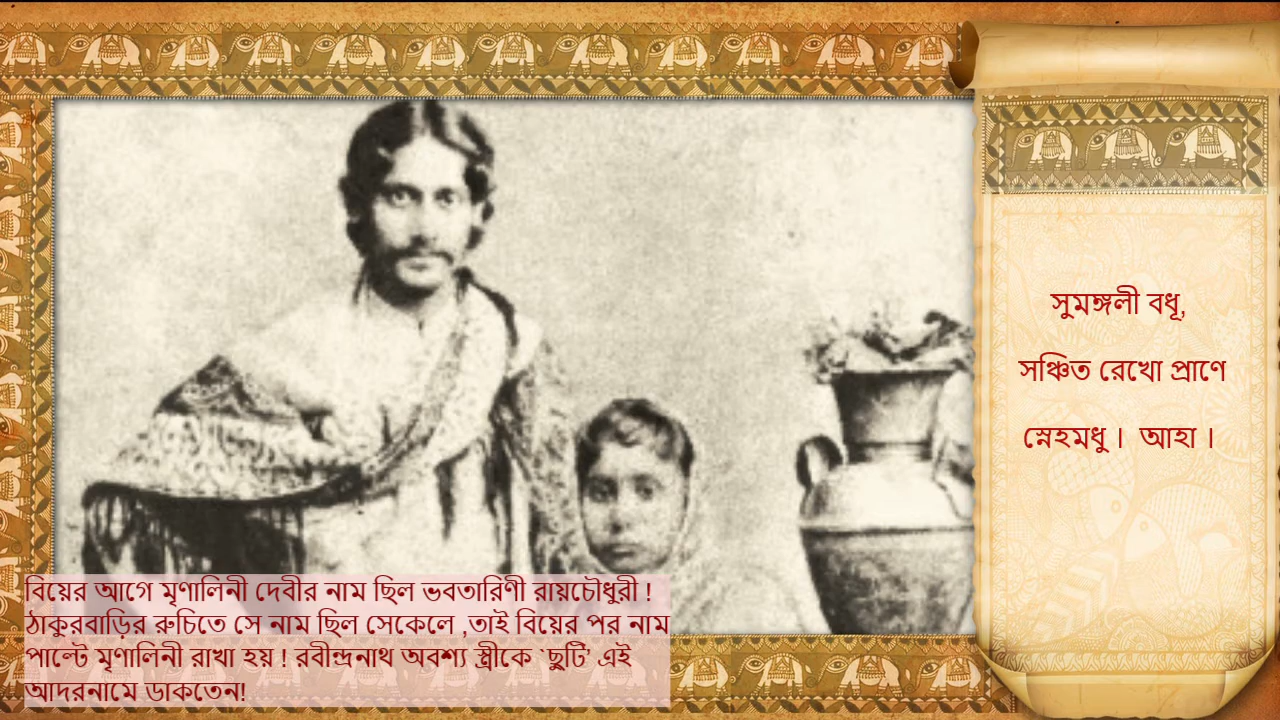 সুমঙ্গলী বধূ,
সঞ্চিত রেখো প্রাণে
স্নেহমধু । আহা ।
বিয়ের আগে মৃণালিনী দেবীর নাম ছিল ভবতারিণী রায়চৌধুরী !
ঠাকুরবাড়ির রুচিতে সে নাম ছিল সেকেলে ,তাই বিয়ের পর নাম
পাল্টে মৃণালিনী রাখা হয় ! রবীন্দ্রনাথ অবশ্য স্ত্রীকে `ছুটি’ এই
আদরনামে ডাকতেন!